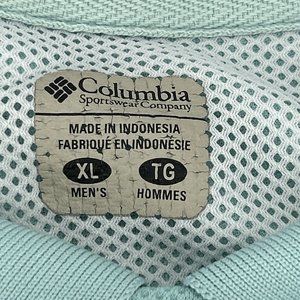 Columbia
Sportswear Company
MADE IN INDONESIA
FABRIQUÉ EN INDONÉSIE
XL TG
MEN'S HOMMES